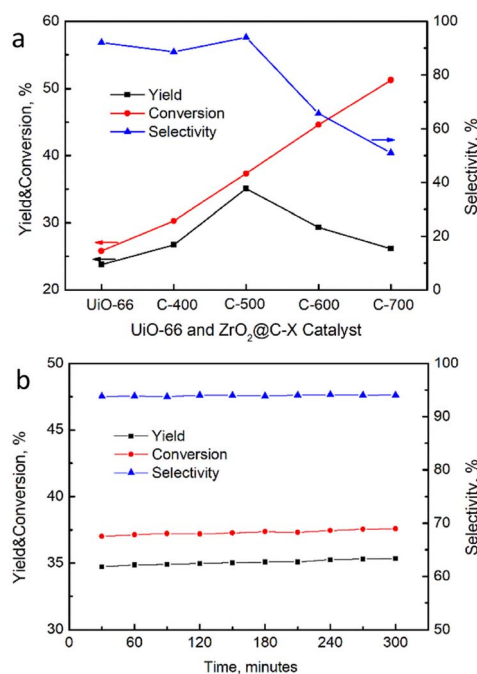 a
60
50
40
30
20
Yield&Conversion, %
Yield
Conversion
Selectivity
100
80
60
40
20
0
Selectivity, %
UiO-66 C-400 C-500 C-600 C-700
UiO-66 and ZrO₂@C-X Catalyst
b
50
45
40
35
30
Yield&Conversion, %
Yield
Conversion
Selectivity
100
90
80
70
60
50
Selectivity, %
0 60 120 180 240 300
Time, minutes